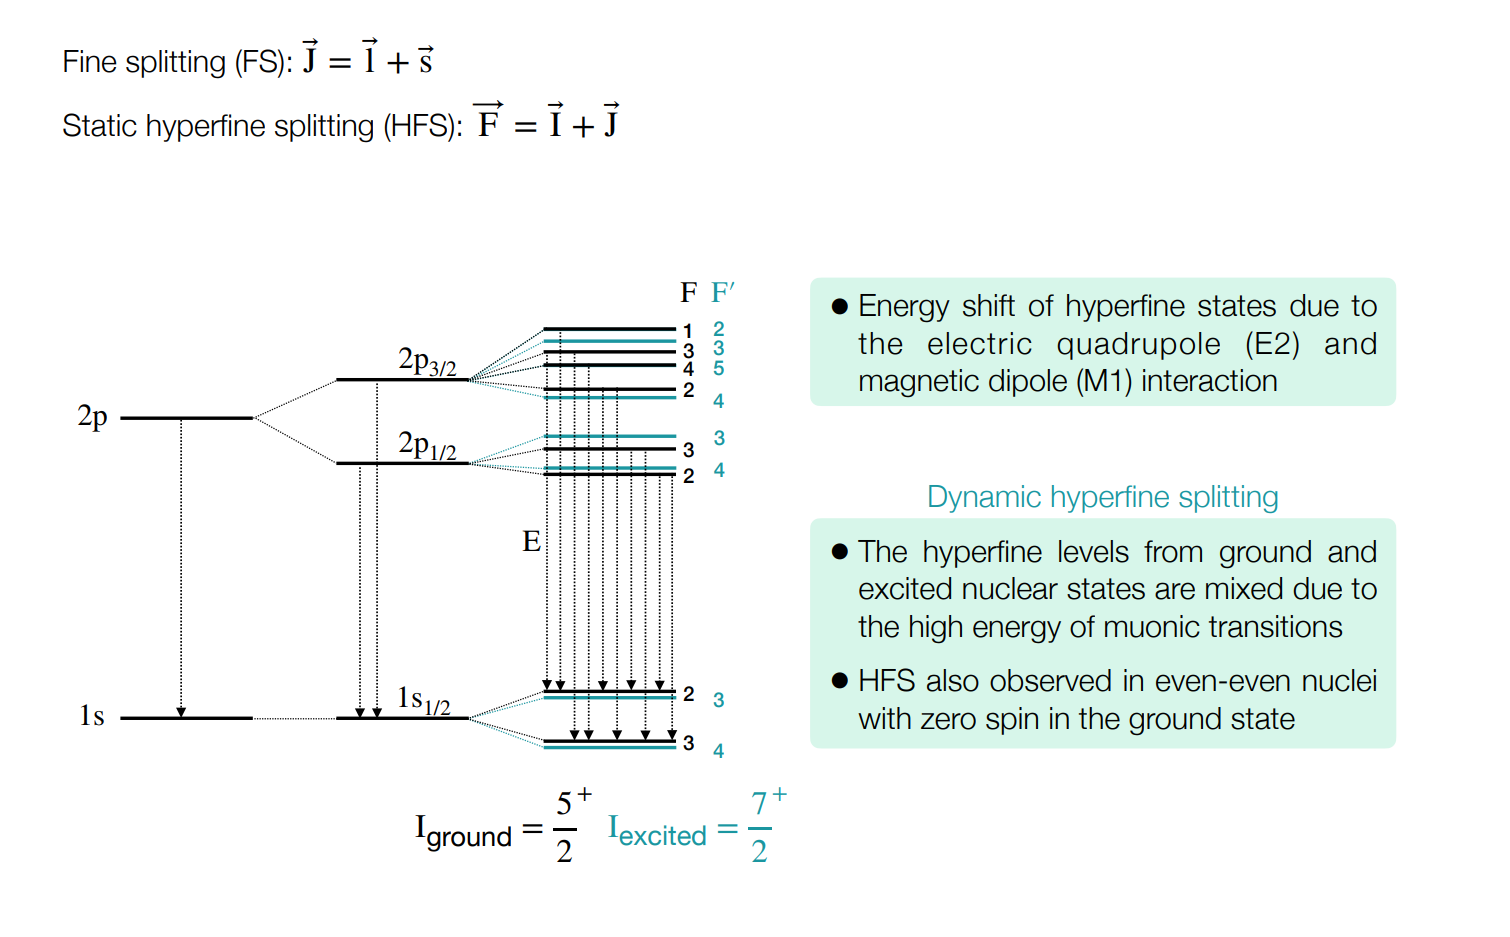 Fine splitting (FS): J⃗ = l⃗ + s⃗
Static hyperfine splitting (HFS): F⃗ = I⃗ + J⃗
F F′
1 2
3 3
4 5
2 4
2p₃/₂
2p
2p₁/₂
3
3
4
2
E
1s₁/₂
1s
2 3
3 4
I_ground = 5/2⁺ I_excited = 7/2⁺
● Energy shift of hyperfine states due to
the electric quadrupole (E2) and
magnetic dipole (M1) interaction
Dynamic hyperfine splitting
● The hyperfine levels from ground and
excited nuclear states are mixed due to
the high energy of muonic transitions
● HFS also observed in even-even nuclei
with zero spin in the ground state